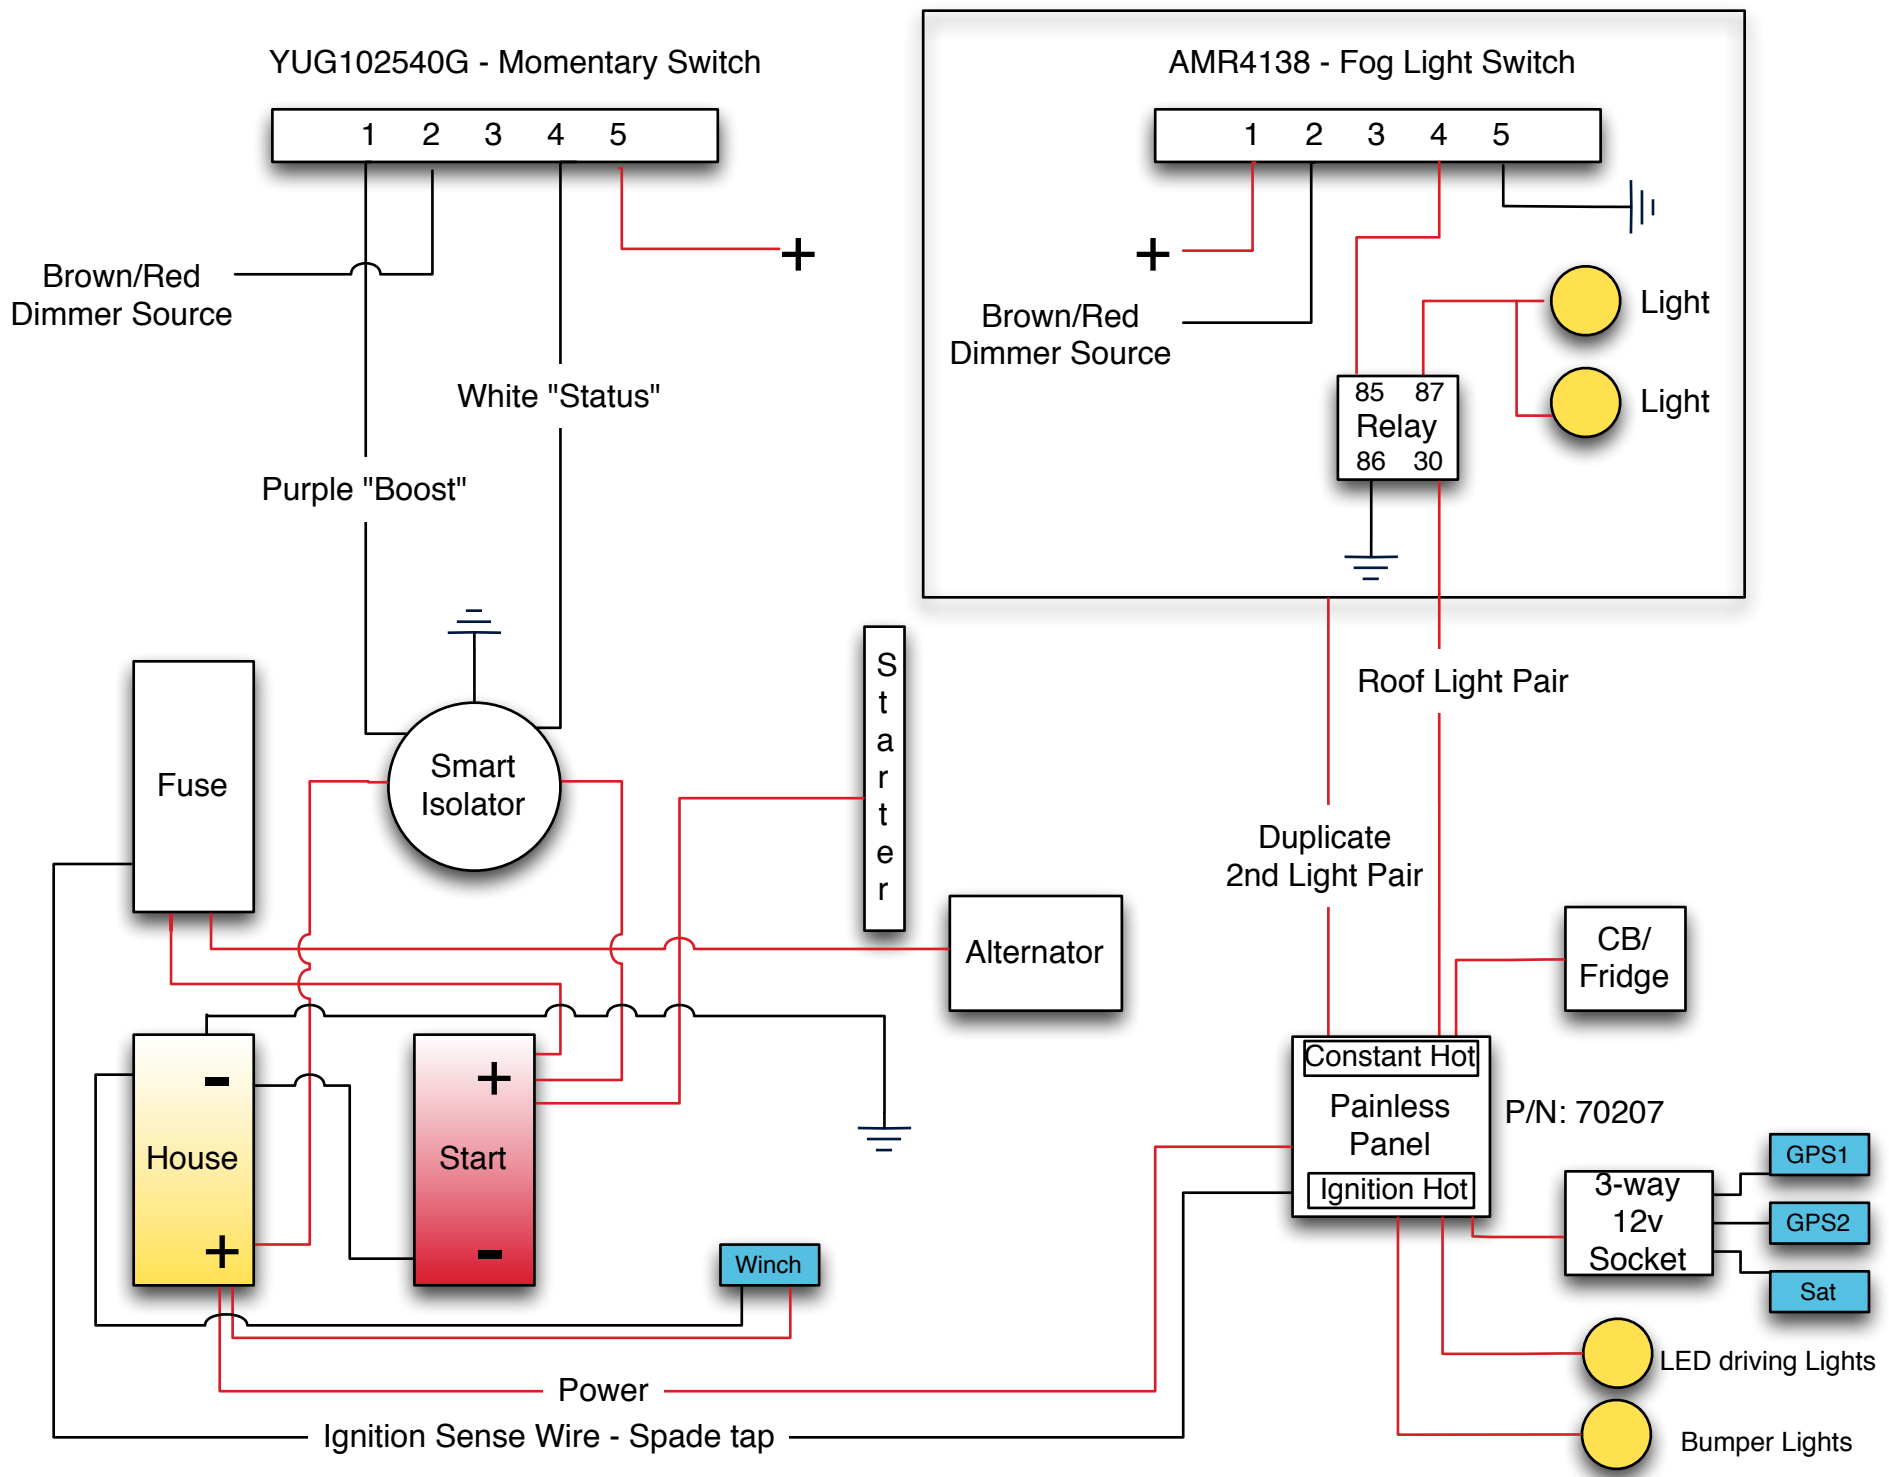 YUG102540G - Momentary Switch
1 2 3 4 5
+
Brown/Red
Dimmer Source
White "Status"
Purple "Boost"
AMR4138 - Fog Light Switch
1 2 3 4 5
+
Brown/Red
Dimmer Source
Light
Light
85 87
Relay
86 30
Roof Light Pair
Duplicate
2nd Light Pair
Fuse
Smart
Isolator
Starter
Alternator
CB/
Fridge
-
House
+
+
Start
-
Winch
Constant Hot
Painless
Panel
Ignition Hot
P/N: 70207
3-way
12v
Socket
GPS1
GPS2
Sat
LED driving Lights
Bumper Lights
Power
Ignition Sense Wire - Spade tap